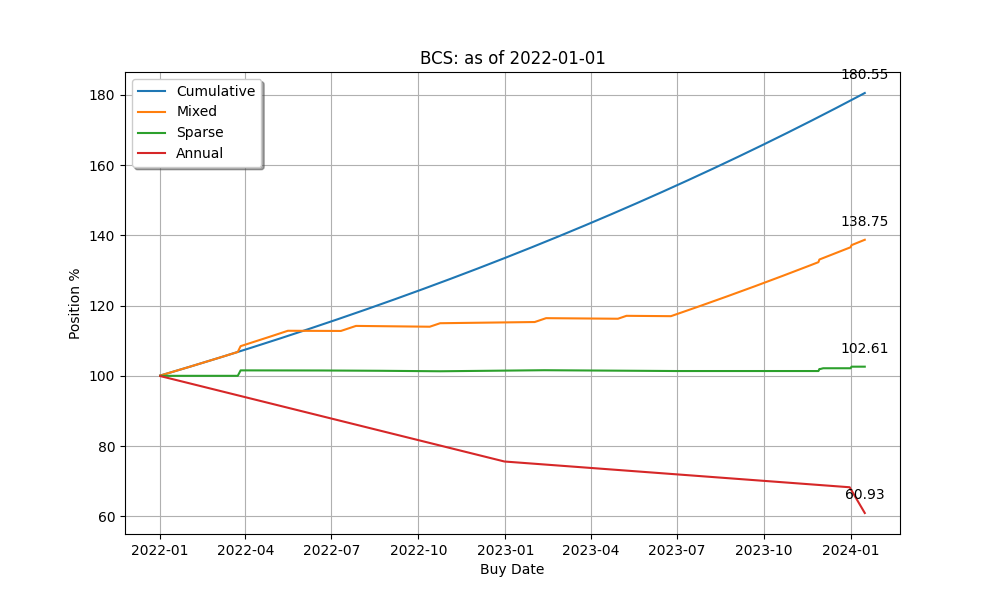 BCS: as of 2022-01-01
180.55
138.75
102.61
60.93
Cumulative
Mixed
Sparse
Annual
Position %
180
160
140
120
100
80
60
2022-01 2022-04 2022-07 2022-10 2023-01 2023-04 2023-07 2023-10 2024-01
Buy Date